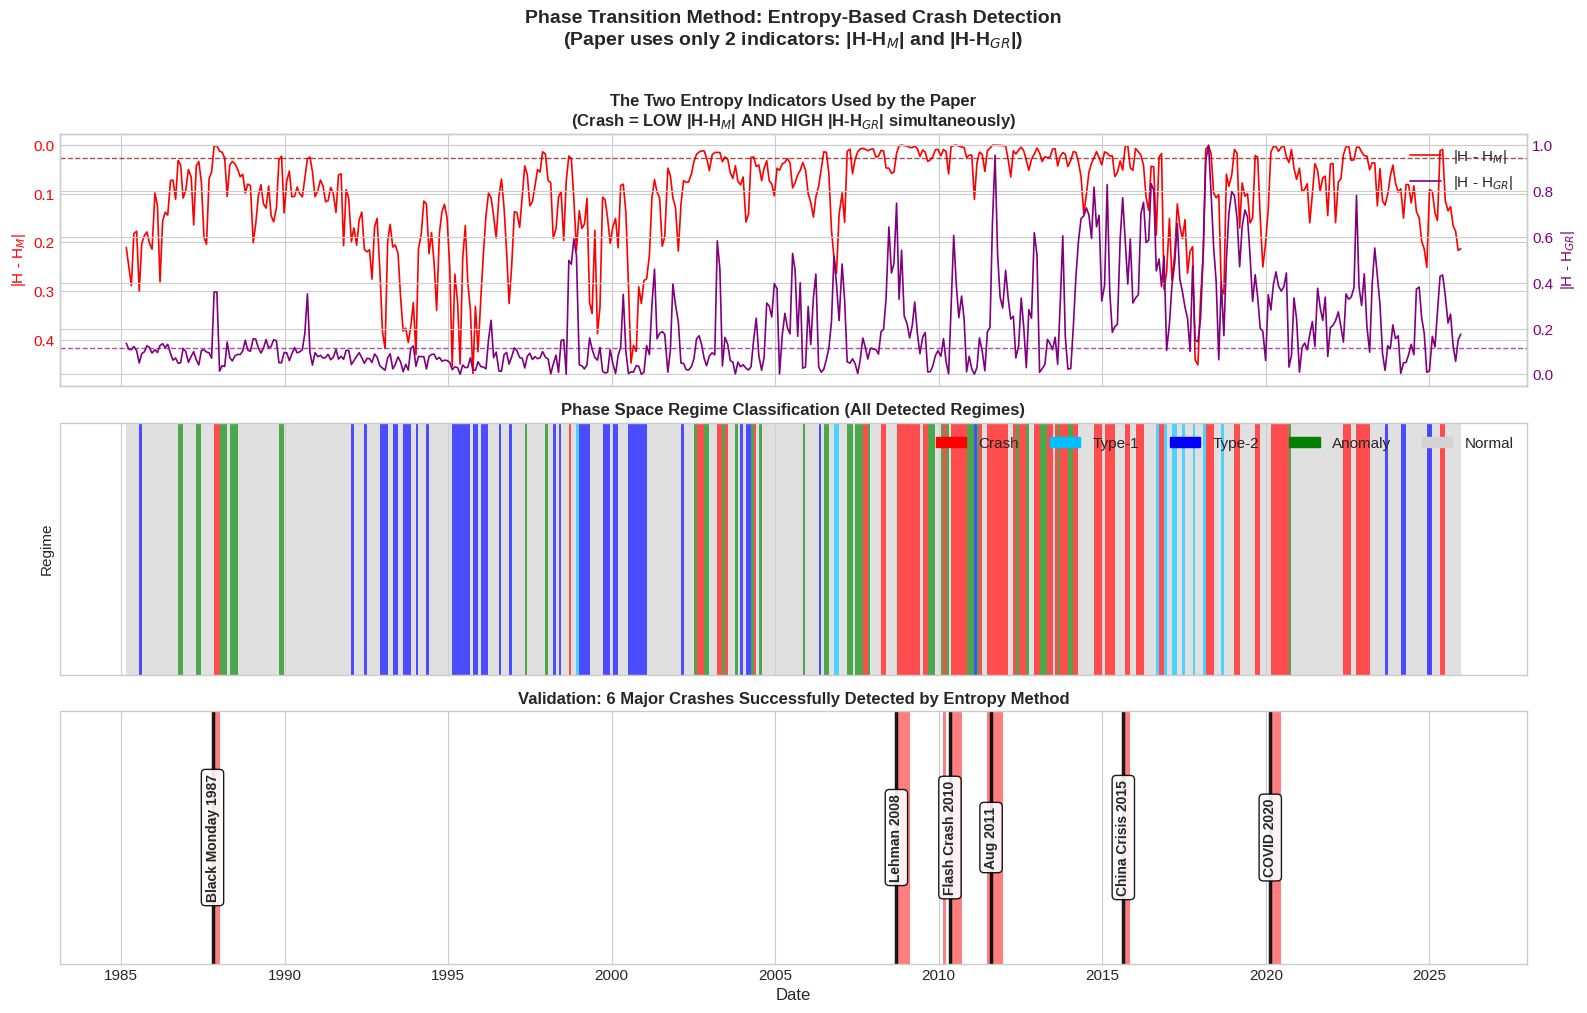 Phase Transition Method: Entropy-Based Crash Detection
(Paper uses only 2 indicators: |H-H_M| and |H-H_GR|)
The Two Entropy Indicators Used by the Paper
(Crash = LOW |H-H_M| AND HIGH |H-H_GR| simultaneously)
|H - H_M|
0.0
0.1
0.2
0.3
0.4
|H - H_M|
|H - H_GR|
1.0
0.8
0.6
0.4
0.2
0.0
|H - H_GR|
Phase Space Regime Classification (All Detected Regimes)
Crash Type-1 Type-2 Anomaly Normal
Regime
Validation: 6 Major Crashes Successfully Detected by Entropy Method
Black Monday 1987
Lehman 2008
Flash Crash 2010
Aug 2011
China Crisis 2015
COVID 2020
1985 1990 1995 2000 2005 2010 2015 2020 2025
Date